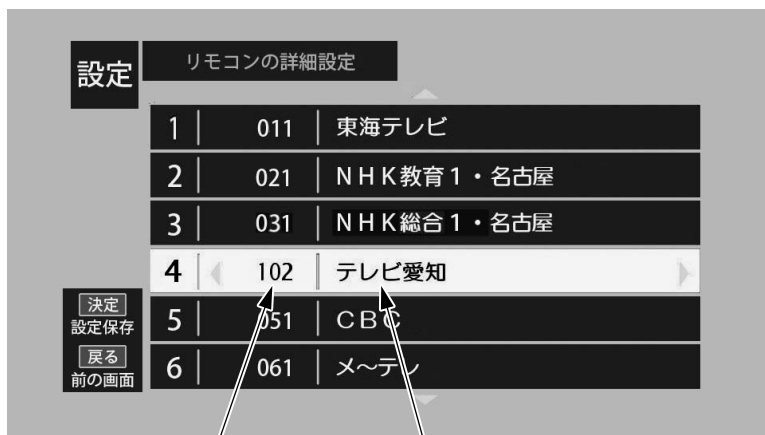 設定
リモコンの詳細設定
1 011 東海テレビ
2 021 NHK教育1・名古屋
3 031 NHK総合1・名古屋
4 102 テレビ愛知
5 051 CBC
6 061 メ～テレ
決定
設定保存
戻る
前の画面